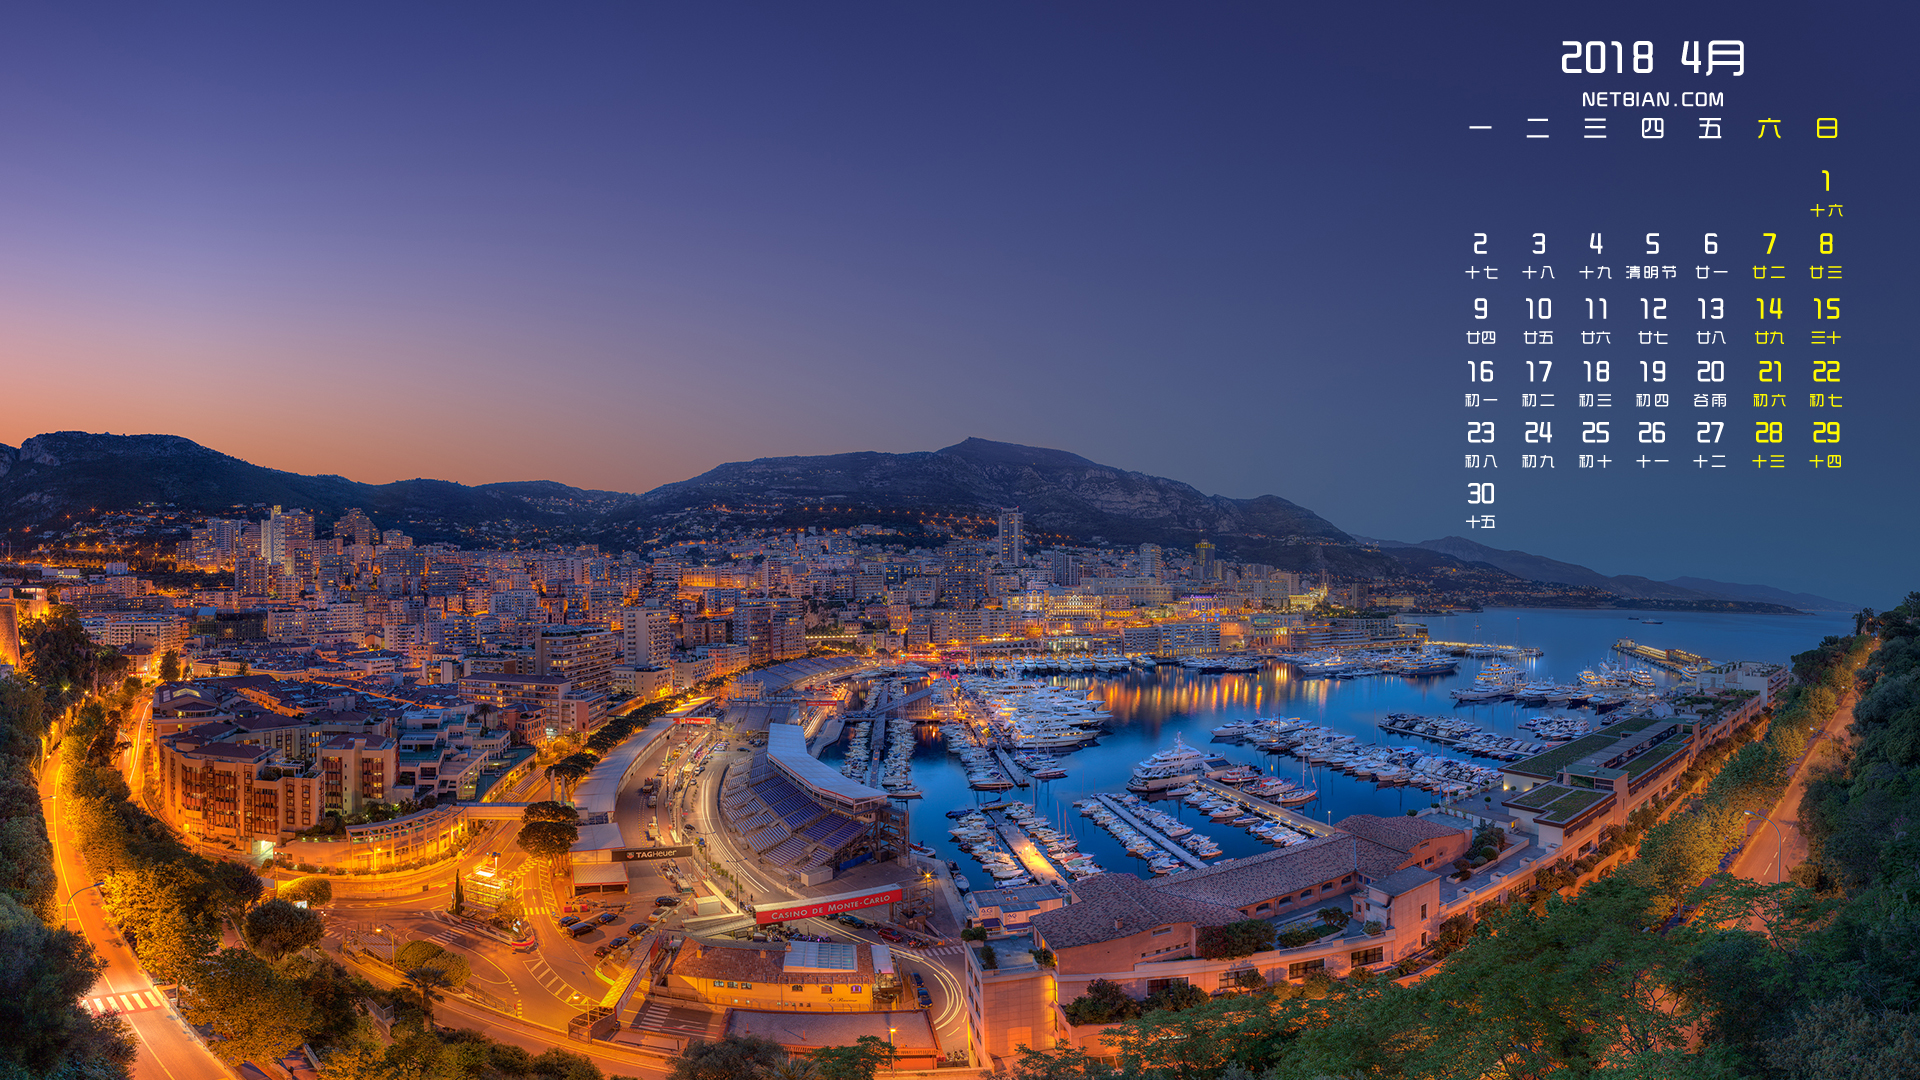 2018 4月
NETBIAN.COM
一 二 三 四 五 六 日
1
十六
2 3 4 5 6 7 8
十七 十八 十九 清明节 廿一 廿二 廿三
9 10 11 12 13 14 15
廿四 廿五 廿六 廿七 廿八 廿九 三十
16 17 18 19 20 21 22
初一 初二 初三 初四 谷雨 初六 初七
23 24 25 26 27 28 29
初八 初九 初十 十一 十二 十三 十四
30
十五
TAGHeuer
CASINO DE MONTE-CARLO